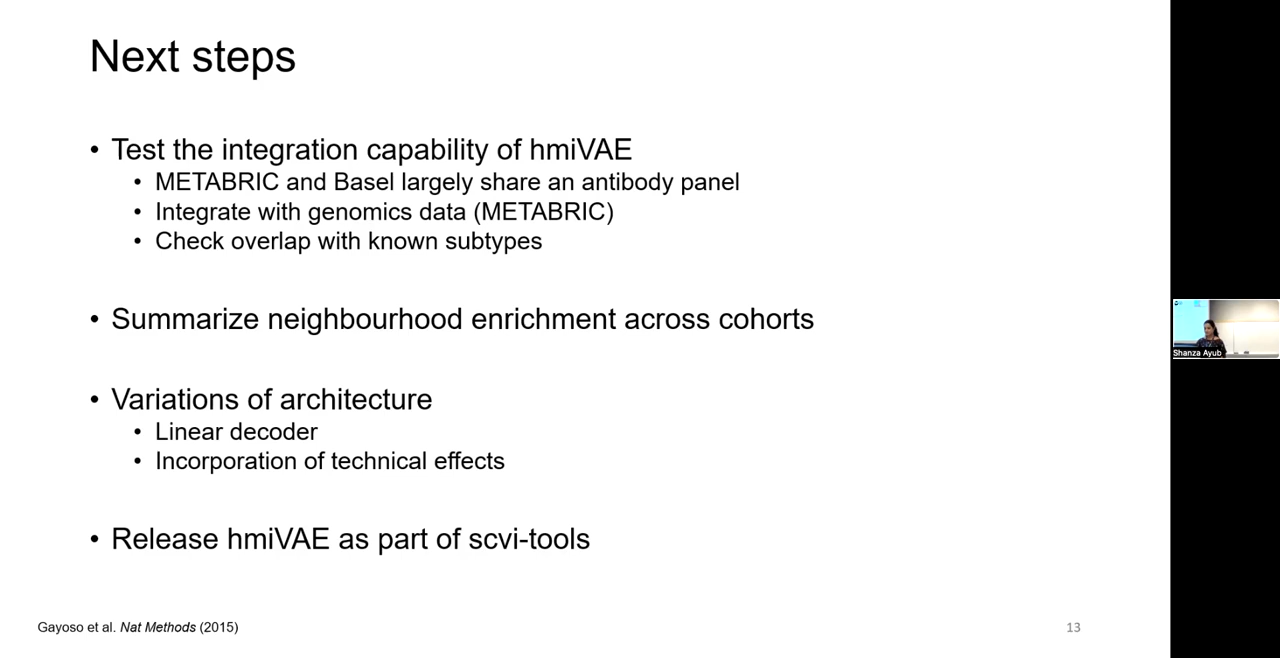 Next steps
• Test the integration capability of hmiVAE
• METABRIC and Basel largely share an antibody panel
• Integrate with genomics data (METABRIC)
• Check overlap with known subtypes
• Summarize neighbourhood enrichment across cohorts
• Variations of architecture
• Linear decoder
• Incorporation of technical effects
• Release hmiVAE as part of scvi-tools
Gayoso et al. Nat Methods (2015)
13
Shanza Ayub